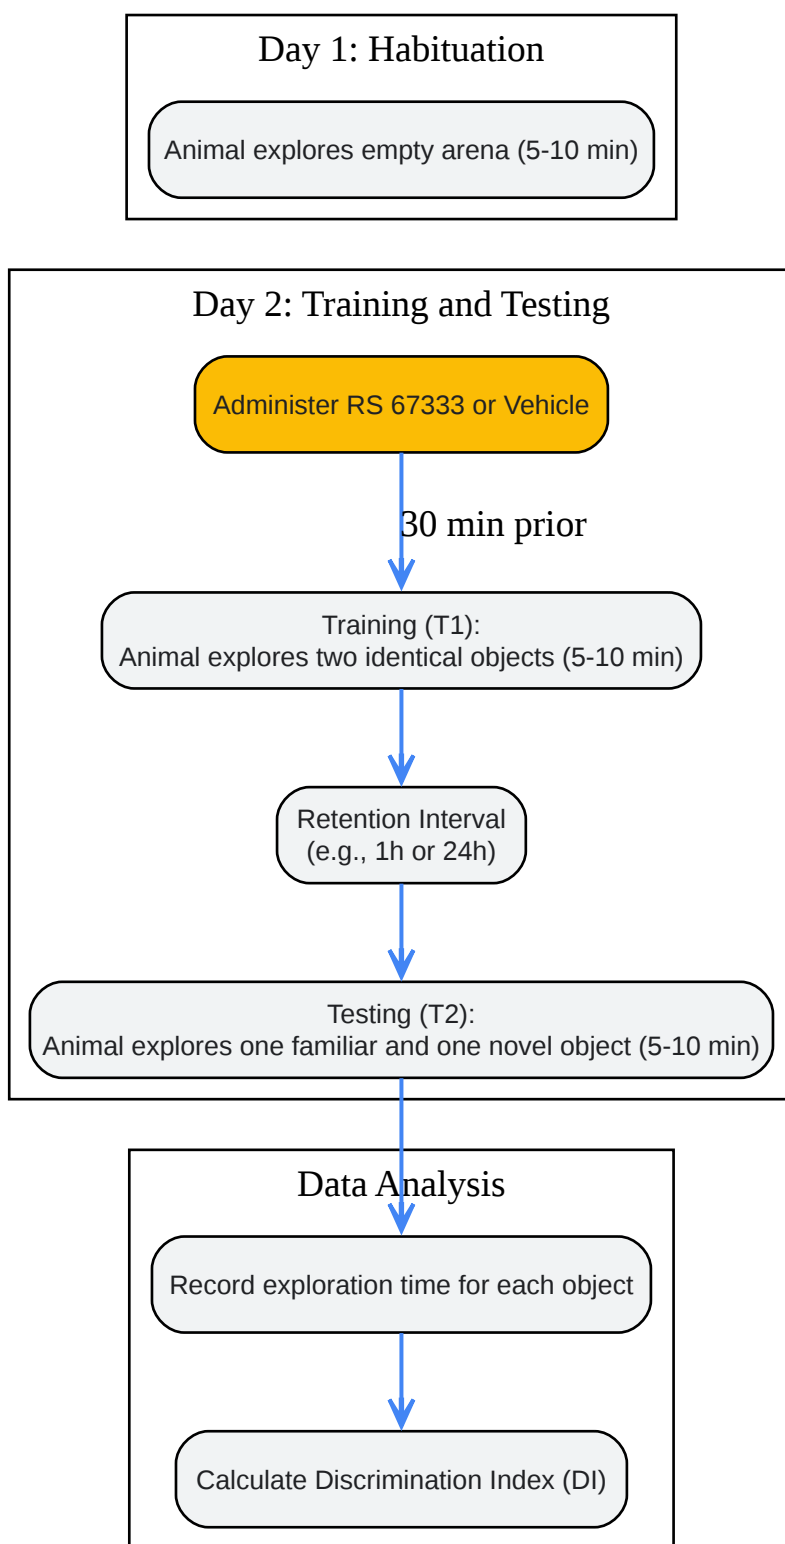 Day 1: Habituation
Animal explores empty arena (5-10 min)
Day 2: Training and Testing
Administer RS 67333 or Vehicle
30 min prior
Training (T1):
Animal explores two identical objects (5-10 min)
Retention Interval
(e.g., 1h or 24h)
Testing (T2):
Animal explores one familiar and one novel object (5-10 min)
Data Analysis
Record exploration time for each object
Calculate Discrimination Index (DI)